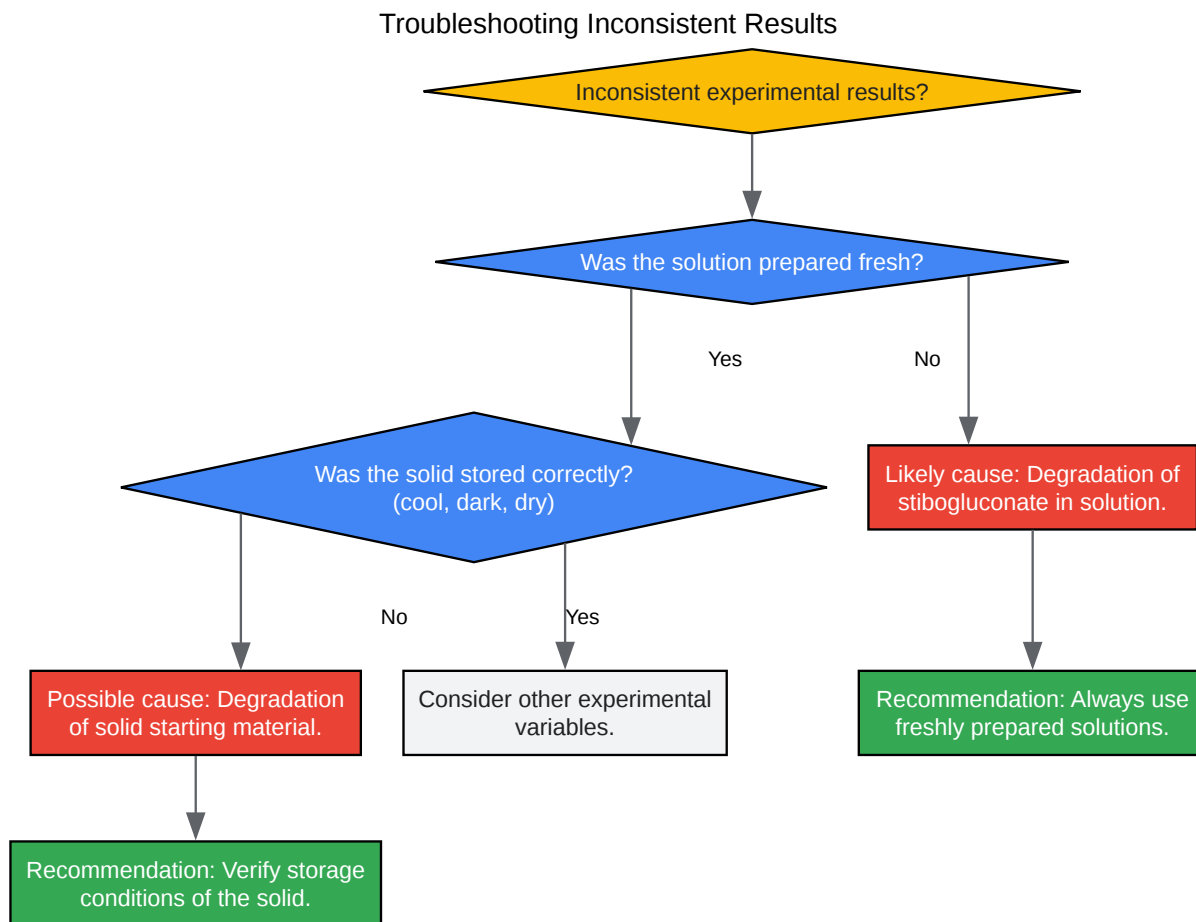 Troubleshooting Inconsistent Results
Inconsistent experimental results?
Was the solution prepared fresh?
Yes
No
Was the solid stored correctly?
(cool, dark, dry)
Likely cause: Degradation of
stibogluconate in solution.
No
Yes
Possible cause: Degradation
of solid starting material.
Consider other experimental
variables.
Recommendation: Always use
freshly prepared solutions.
Recommendation: Verify storage
conditions of the solid.